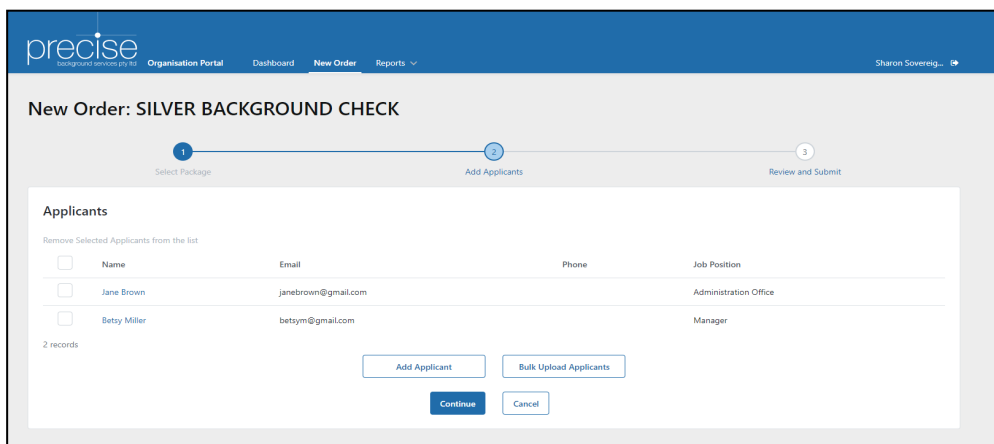 precise
background services pty ltd
Organisation Portal Dashboard New Order Reports Sharon Sovereig...
New Order: SILVER BACKGROUND CHECK
1 2 3
Select Package Add Applicants Review and Submit
Applicants
Remove Selected Applicants from the list
Name Email Phone Job Position
Jane Brown janebrown@gmail.com Administration Office
Betsy Miller betsym@gmail.com Manager
2 records
Add Applicant Bulk Upload Applicants
Continue Cancel